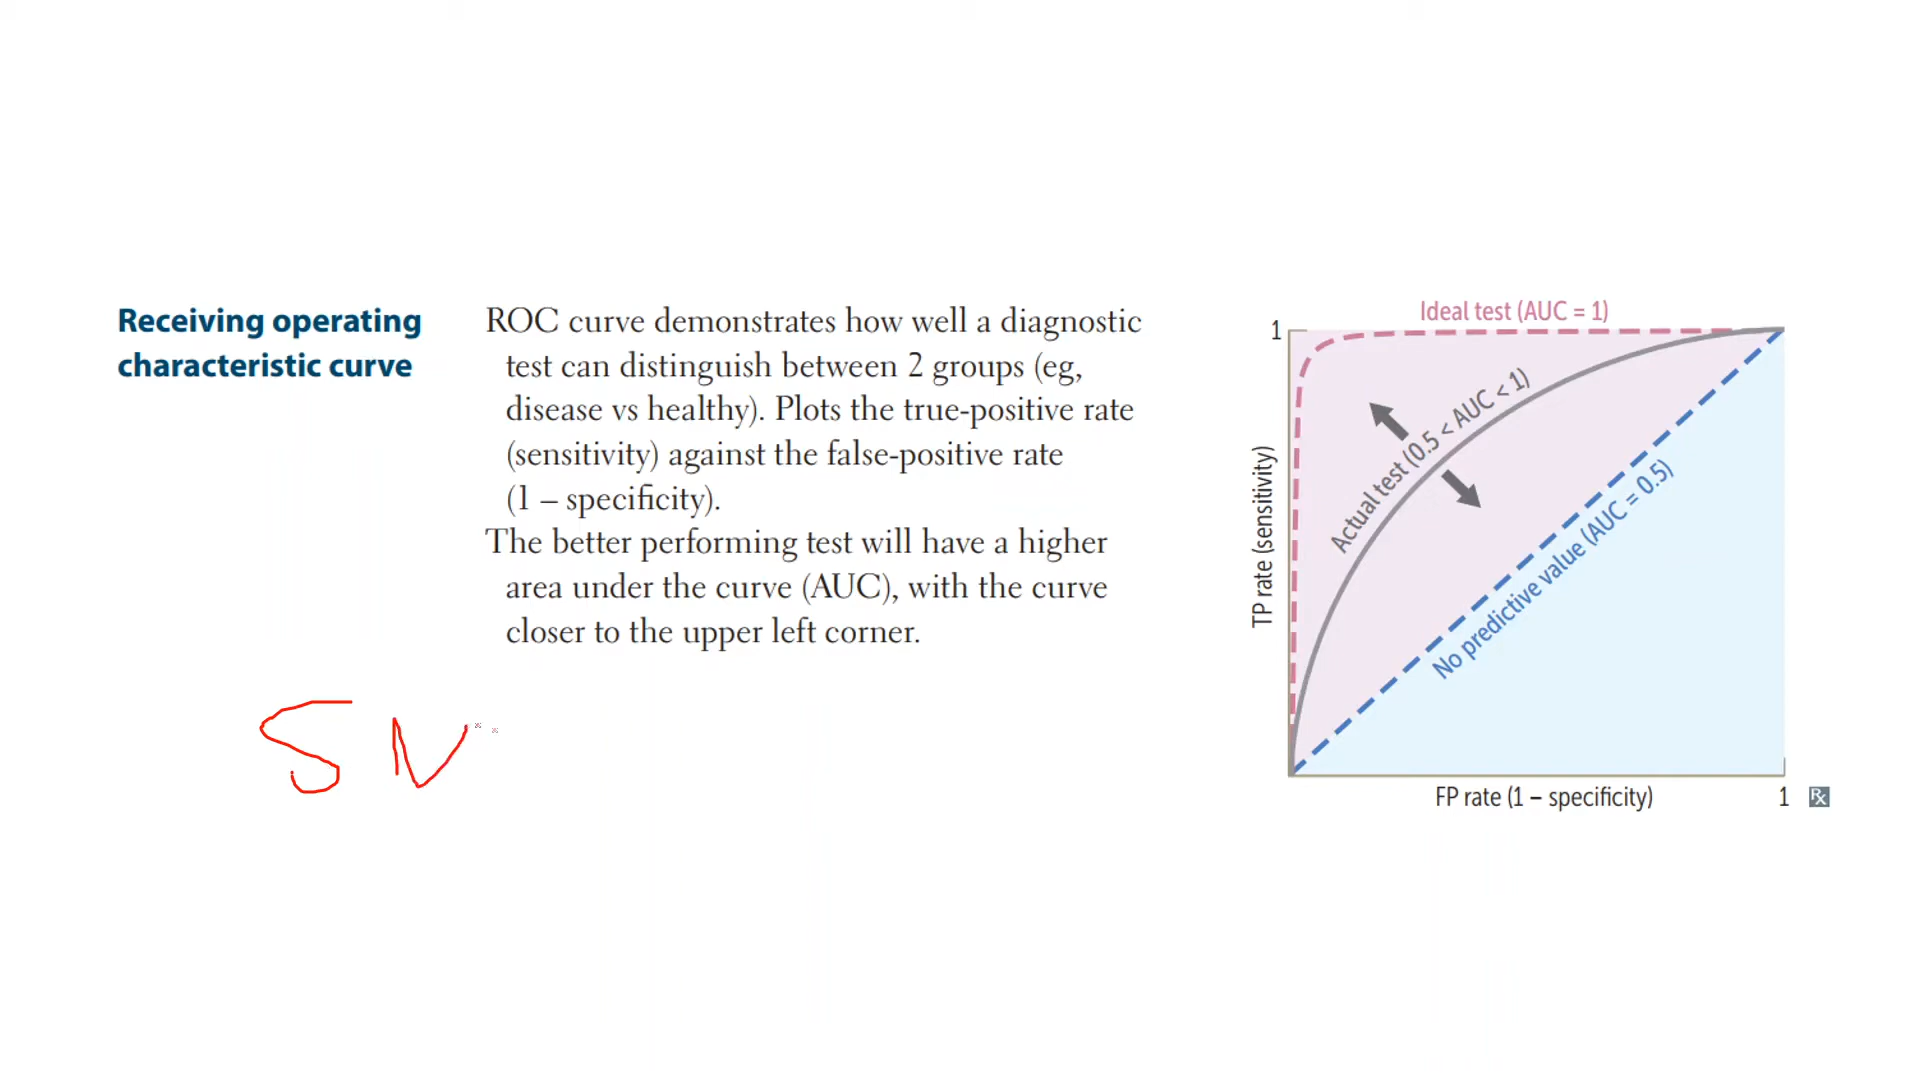 Receiving operating
characteristic curve
ROC curve demonstrates how well a diagnostic
test can distinguish between 2 groups (eg,
disease vs healthy). Plots the true-positive rate
(sensitivity) against the false-positive rate
(1 – specificity).
The better performing test will have a higher
area under the curve (AUC), with the curve
closer to the upper left corner.
S N
Ideal test (AUC = 1)
1
Actual test (0.5 < AUC < 1)
No predictive value (AUC = 0.5)
TP rate (sensitivity)
FP rate (1 – specificity)
1
Rx